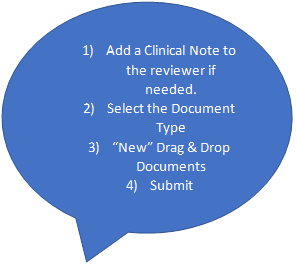 1) Add a Clinical Note to
the reviewer if
needed.
2) Select the Document
Type
3) “New” Drag & Drop
Documents
4) Submit